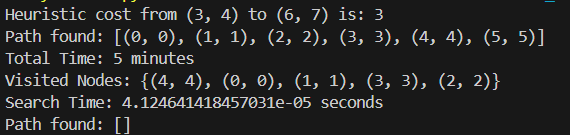 Heuristic cost from (3, 4) to (6, 7) is: 3
Path found: [(0, 0), (1, 1), (2, 2), (3, 3), (4, 4), (5, 5)]
Total Time: 5 minutes
Visited Nodes: {(4, 4), (0, 0), (1, 1), (3, 3), (2, 2)}
Search Time: 4.124641418457031e-05 seconds
Path found: []